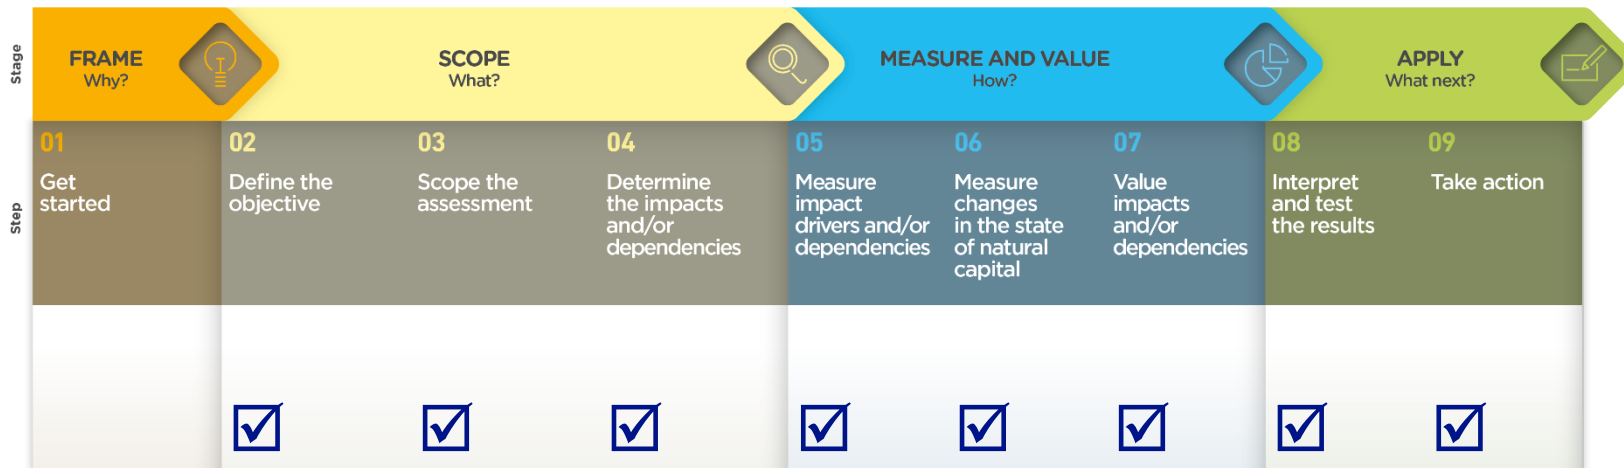 Stage
FRAME
Why?
SCOPE
What?
MEASURE AND VALUE
How?
APPLY
What next?
Step
01
Get
started
02
Define the
objective
03
Scope the
assessment
04
Determine
the impacts
and/or
dependencies
05
Measure
impact
drivers and/or
dependencies
06
Measure
changes
in the state
of natural
capital
07
Value
impacts
and/or
dependencies
08
Interpret
and test
the results
09
Take action